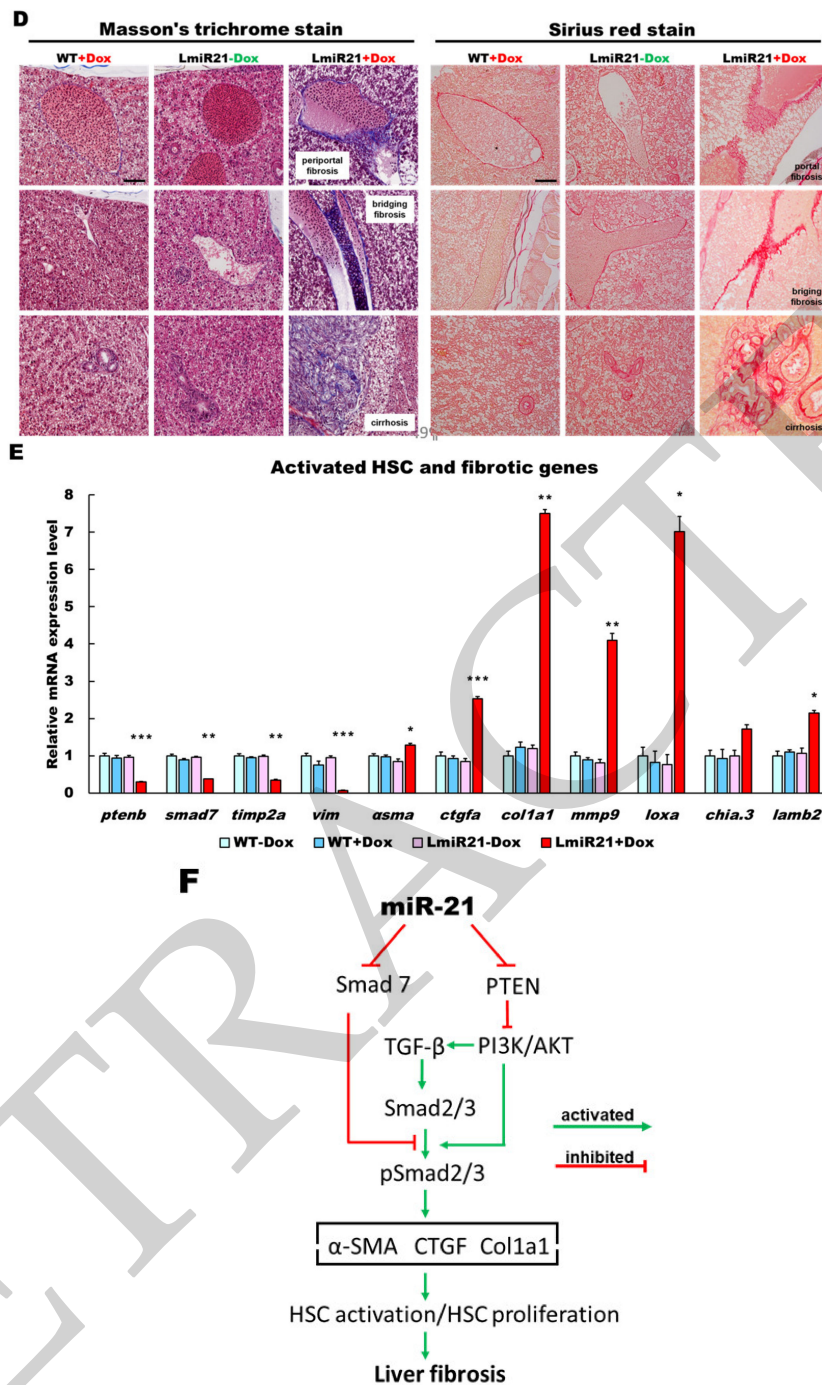 D
Masson's trichrome stain
Sirius red stain
WT+Dox
LmiR21-Dox
LmiR21+Dox
WT+Dox
LmiR21-Dox
LmiR21+Dox
periportal
fibrosis
portal
fibrosis
bridging
fibrosis
briging
fibrosis
cirrhosis
cirrhosis
E
Activated HSC and fibrotic genes
Relative mRNA expression level
8
7
6
5
4
3
2
1
0
***
**
**
***
*
***
**
**
*
*
ptenb smad7 timp2a vim αsma ctgfa col1a1 mmp9 loxa chia.3 lamb2
WT-Dox WT+Dox LmiR21-Dox LmiR21+Dox
F
miR-21
Smad 7 PTEN
TGF-β PI3K/AKT
Smad2/3
activated
inhibited
pSmad2/3
α-SMA CTGF Col1a1
HSC activation/HSC proliferation
Liver fibrosis